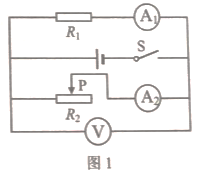 R₁ A₁
S
P
R₂ A₂
V
图1